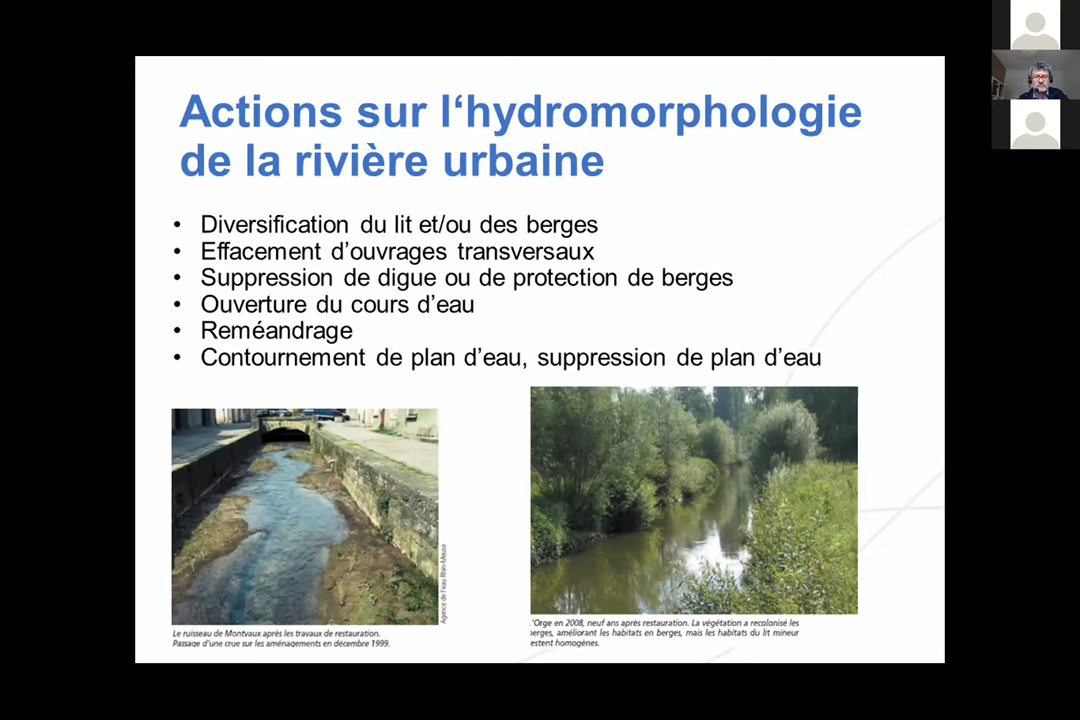 Actions sur l‘hydromorphologie
de la rivière urbaine
• Diversification du lit et/ou des berges
• Effacement d’ouvrages transversaux
• Suppression de digue ou de protection de berges
• Ouverture du cours d’eau
• Reméandrage
• Contournement de plan d’eau, suppression de plan d’eau
Agence de l'eau Rhin-Meuse
Le ruisseau de Montvaux après les travaux de restauration.
Passage d'une crue sur les aménagements en décembre 1999.
'Orge en 2008, neuf ans après restauration. La végétation a recolonisé les
erges, améliorant les habitats en berges, mais les habitats du lit mineur
estent homogènes.